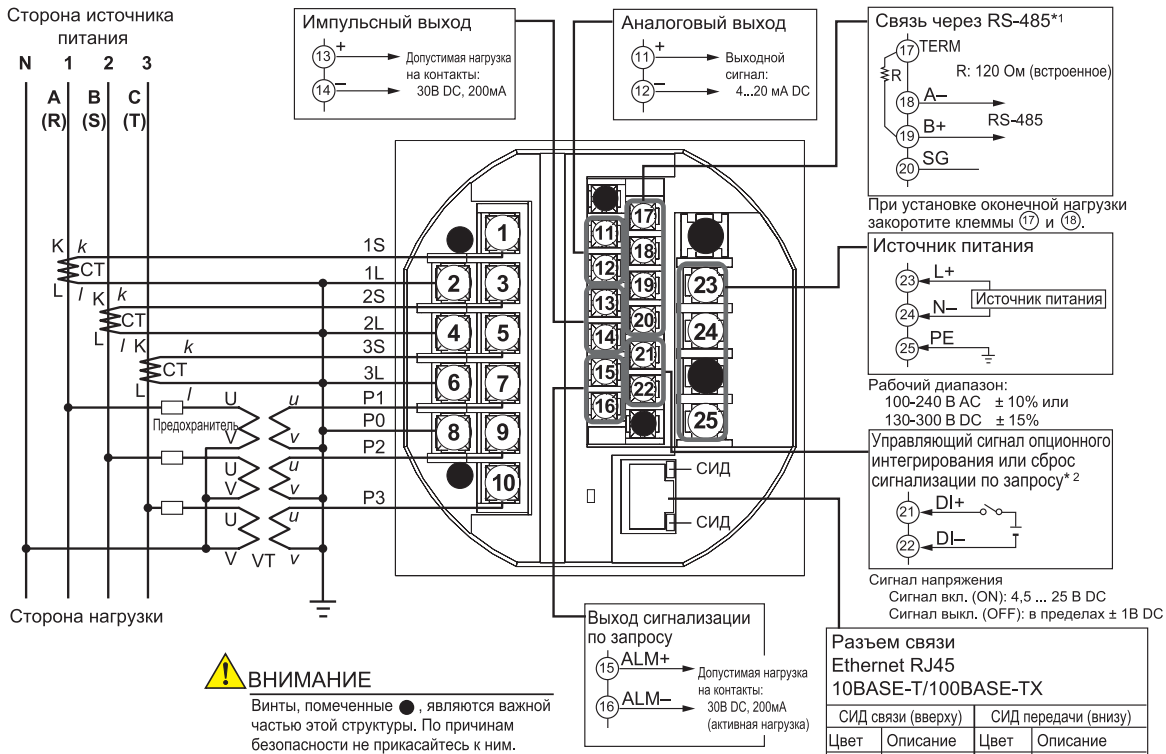 Сторона источника
питания
N 1 2 3
A B C
(R) (S) (T)
Импульсный выход
13 +
Допустимая нагрузка
на контакты:
14 − 30В DC, 200мА
Аналоговый выход
11 +
Выходной
сигнал:
12 − 4...20 мА DC
Связь через RS-485*1
17 TERM
R R: 120 Ом (встроенное)
18 A–
19 B+ RS-485
20 SG
При установке оконечной нагрузки
закоротите клеммы 17 и 18.
Источник питания
23 L+
Источник питания
24 N–
25 PE
Рабочий диапазон:
100-240 В AC ± 10% или
130-300 В DC ± 15%
Управляющий сигнал опционного
интегрирования или сброс
сигнализации по запросу*2
21 DI+
22 DI–
Сигнал напряжения
Сигнал вкл. (ON): 4,5 ... 25 В DC
Сигнал выкл. (OFF): в пределах ± 1В DC
K k 1S
CT
L l 1L
K k 2S
CT
L l 2L
K k 3S
CT
L l 3L
Предохранитель
U u P1
V v P0
U u P2
V v
U u P3
V VT v
1
2 3
4 5
6 7
8 9
10
11
12
13
14
15
16
17
18
19
20
21
22
23
24
25
СИД
СИД
Сторона нагрузки
ВНИМАНИЕ
Винты, помеченные ●, являются важной
частью этой структуры. По причинам
безопасности не прикасайтесь к ним.
Выход сигнализации
по запросу
15 ALM+
Допустимая нагрузка
на контакты:
16 ALM– 30В DC, 200мА
(активная нагрузка)
Разъем связи
Ethernet RJ45
10BASE-T/100BASE-TX
СИД связи (вверху) СИД передачи (внизу)
Цвет Описание Цвет Описание